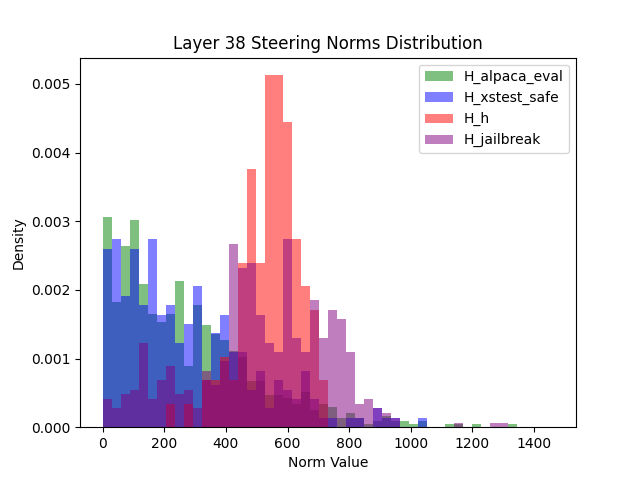 Layer 38 Steering Norms Distribution
H_alpaca_eval
H_xstest_safe
H_h
H_jailbreak
0.005
0.004
0.003
0.002
0.001
0.000
Density
0 200 400 600 800 1000 1200 1400
Norm Value